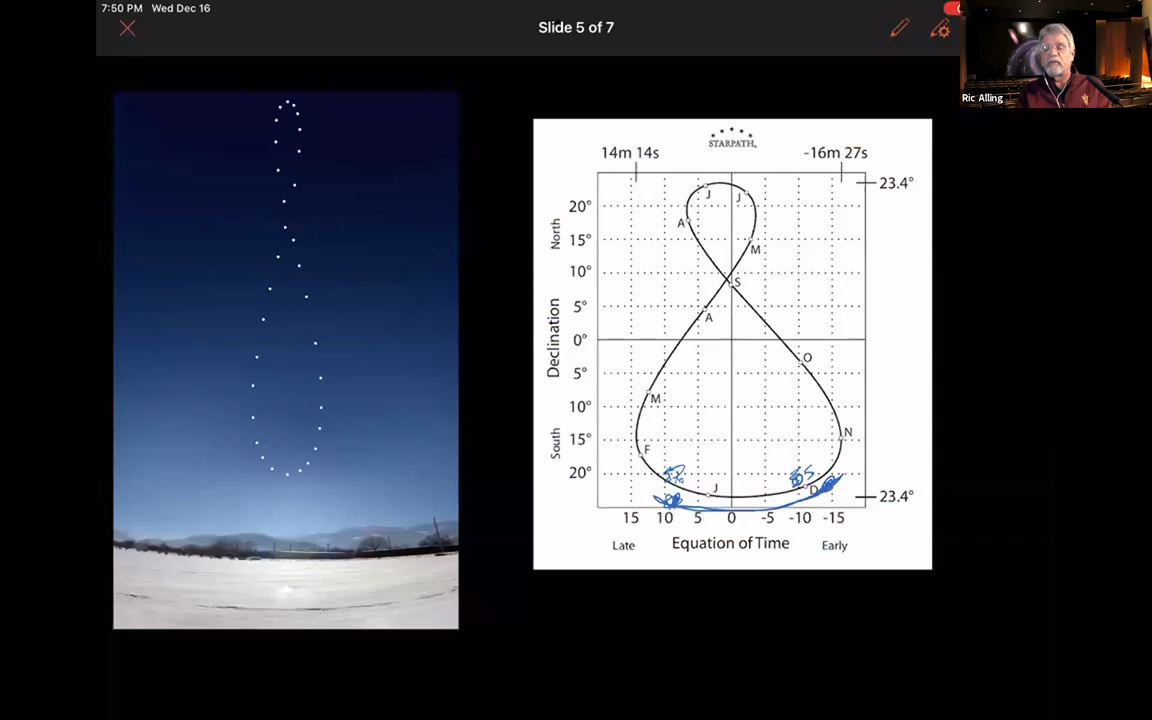 7:50 PM Wed Dec 16
Slide 5 of 7
Ric Alling
STARPATH
14m 14s
-16m 27s
23.4°
20°
15°
10°
5°
0°
5°
10°
15°
20°
23.4°
North
Declination
South
J
J
A
M
S
A
O
M
N
F
J
D
15 10 5 0 -5 -10 -15
Late Equation of Time Early